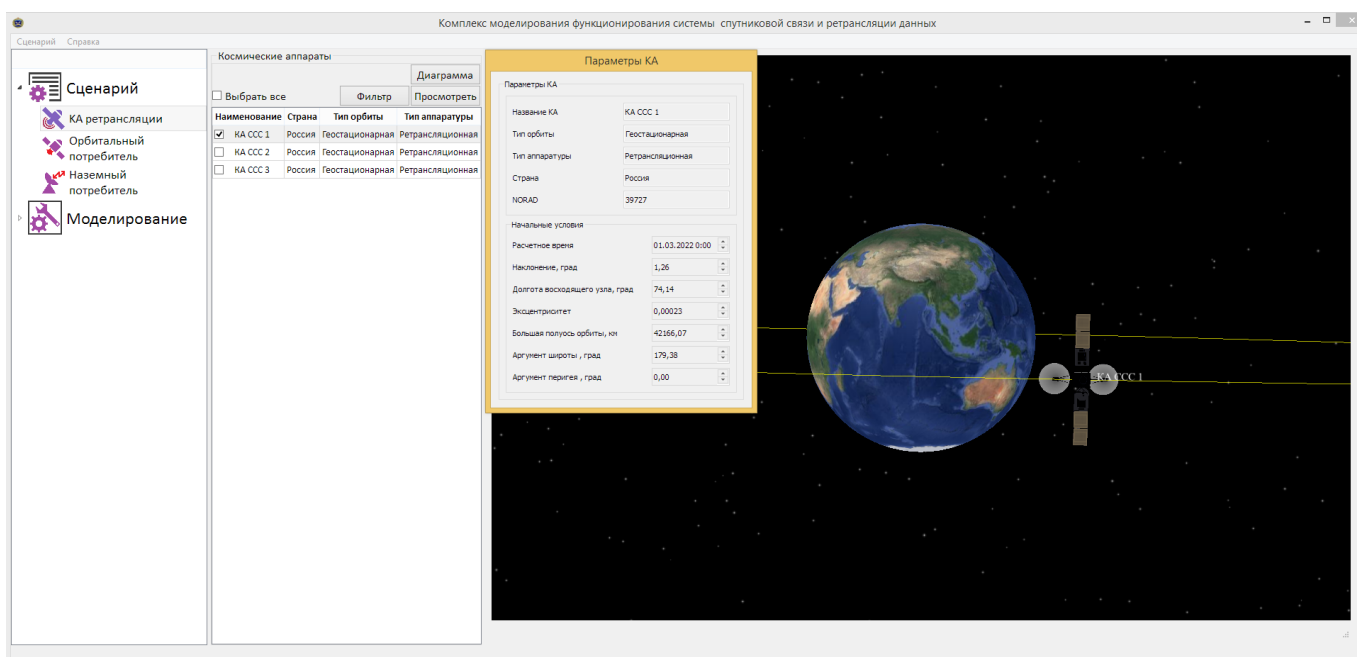 Комплекс моделирования функционирования системы спутниковой связи и ретрансляции данных
Сценарий Справка
Сценарий
КА ретрансляции
Орбитальный
потребитель
Наземный
потребитель
Моделирование
Космические аппараты
Диаграмма
Выбрать все Фильтр Просмотреть
Наименование Страна Тип орбиты Тип аппаратуры
КА ССС 1 Россия Геостационарная Ретрансляционная
КА ССС 2 Россия Геостационарная Ретрансляционная
КА ССС 3 Россия Геостационарная Ретрансляционная
Параметры КА
Параметры КА
Название КА КА ССС 1
Тип орбиты Геостационарная
Тип аппаратуры Ретрансляционная
Страна Россия
NORAD 39727
Начальные условия
Расчетное время 01.03.2022 0:00
Наклонение, град 1,26
Долгота восходящего узла, град 74,14
Эксцентриситет 0,00023
Большая полуось орбиты, км 42166,07
Аргумент широты , град 179,38
Аргумент перигея , град 0,00
КА ССС 1